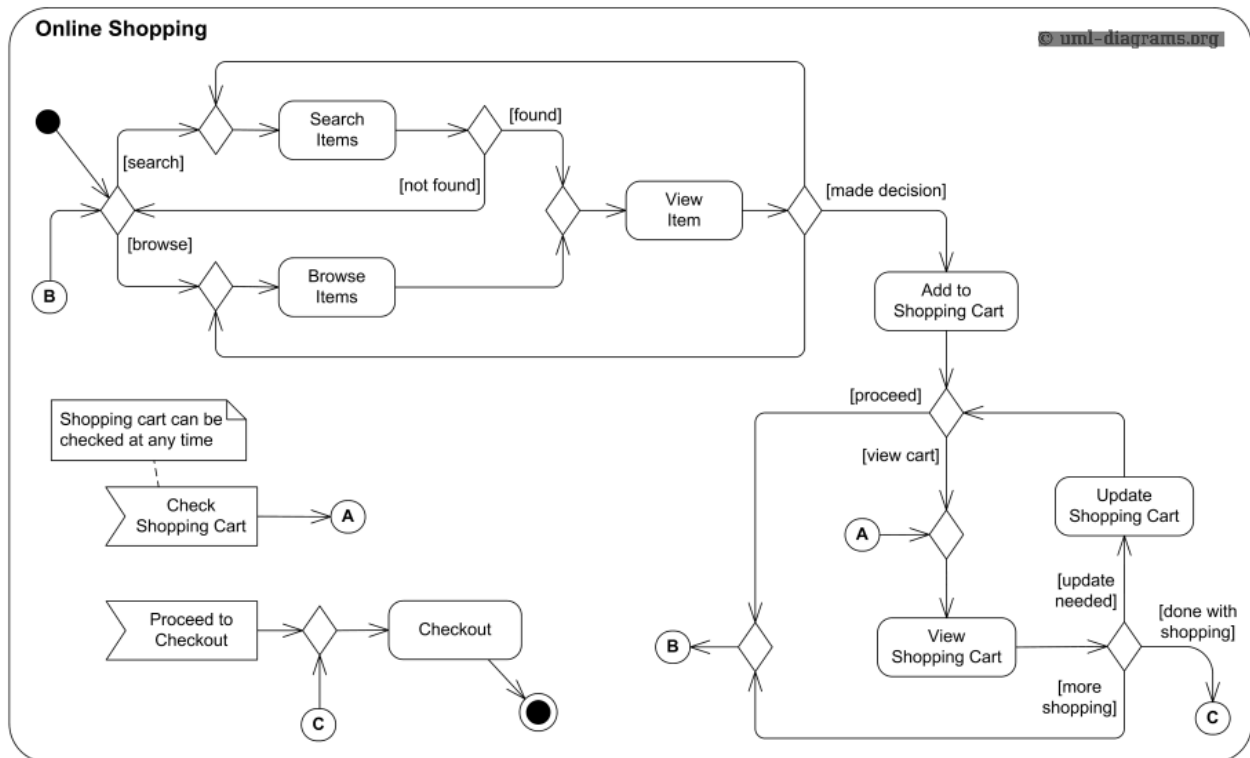 Online Shopping
© uml-diagrams.org
Search
Items
[found]
[search]
[not found]
View
Item
[made decision]
[browse]
Browse
Items
B
Add to
Shopping Cart
Shopping cart can be
checked at any time
[proceed]
[view cart]
Check
Shopping Cart
A
Update
Shopping Cart
A
[update
needed]
[done with
shopping]
Proceed to
Checkout
Checkout
View
Shopping Cart
B
[more
shopping]
C
C